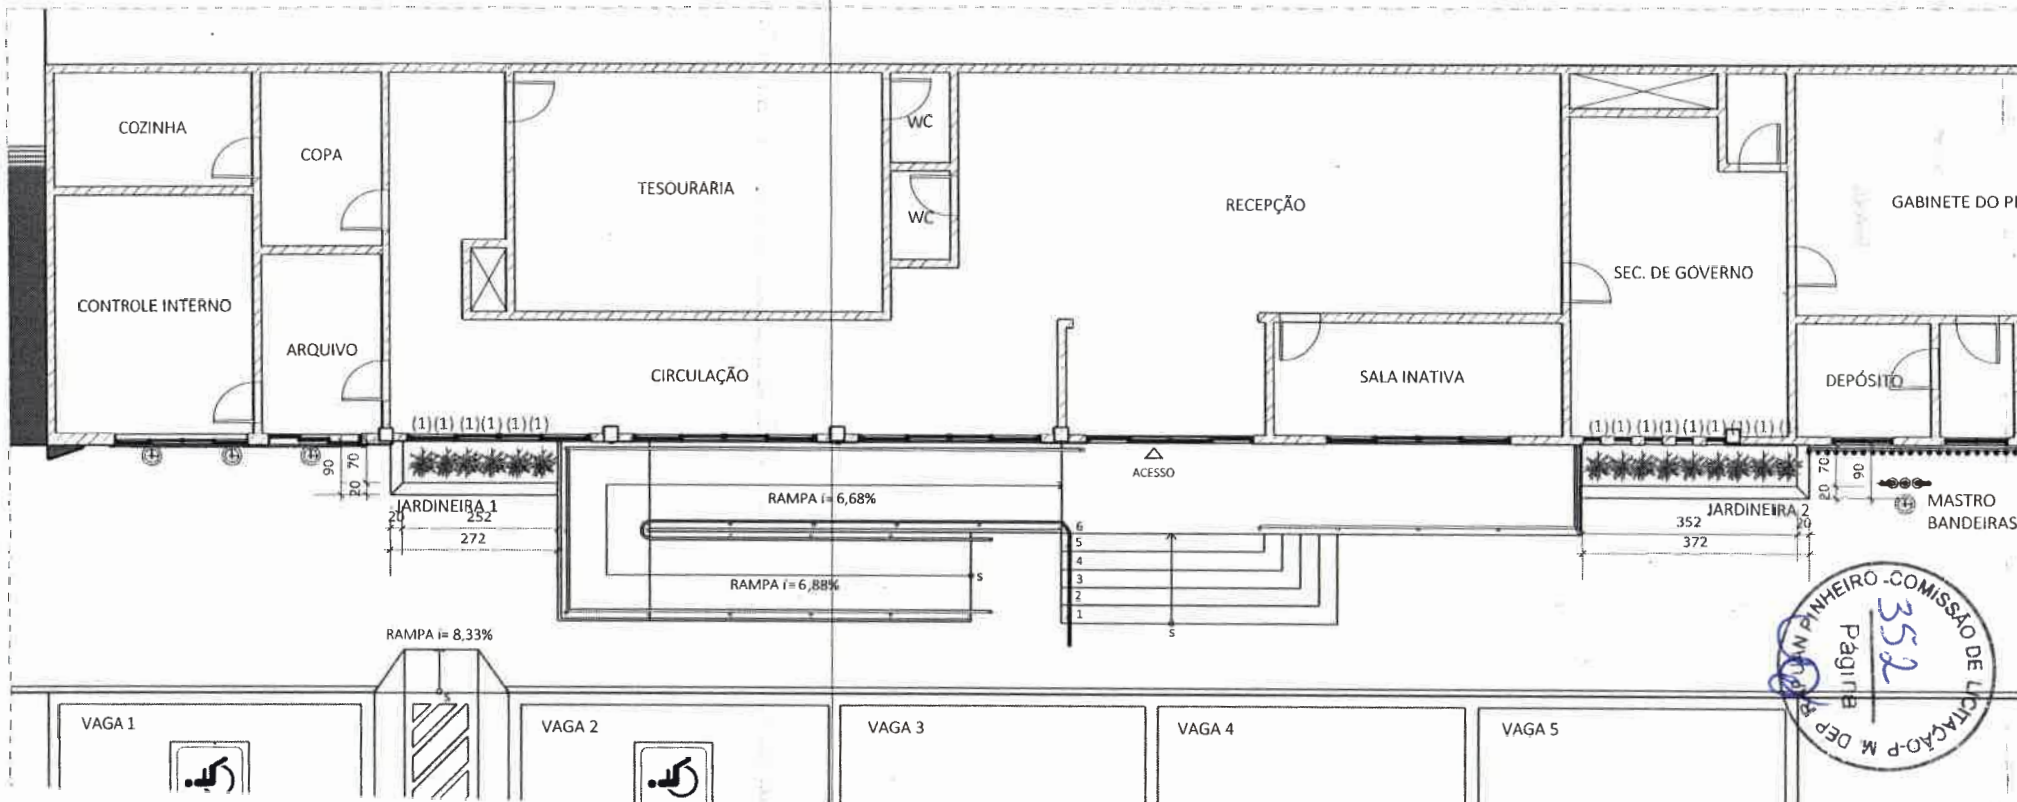 COZINHA
COPA
TESOURARIA
WC
WC
RECEPÇÃO
GABINETE DO
SEC. DE GOVERNO
CONTROLE INTERNO
ARQUIVO
CIRCULAÇÃO
SALA INATIVA
DEPÓSITO
(1)(1) (1)(1) (1)(1)
(1)(1) (1)(1) (1)(1)(1)(1)
ACESSO
90
70
20
JARDINEIRA 1
20
252
272
RAMPA i= 6,68%
RAMPA i= 6,88%
S
6
5
4
3
2
1
S
JARDINEIRA 2
352
20
372
70
20
90
MASTRO
BANDEIRAS
RAMPA i= 8,33%
S
VAGA 1
VAGA 2
VAGA 3
VAGA 4
VAGA 5
PINHEIRO - COMISSÃO DE LICITAÇÃO-P. M. DEP
352
Página